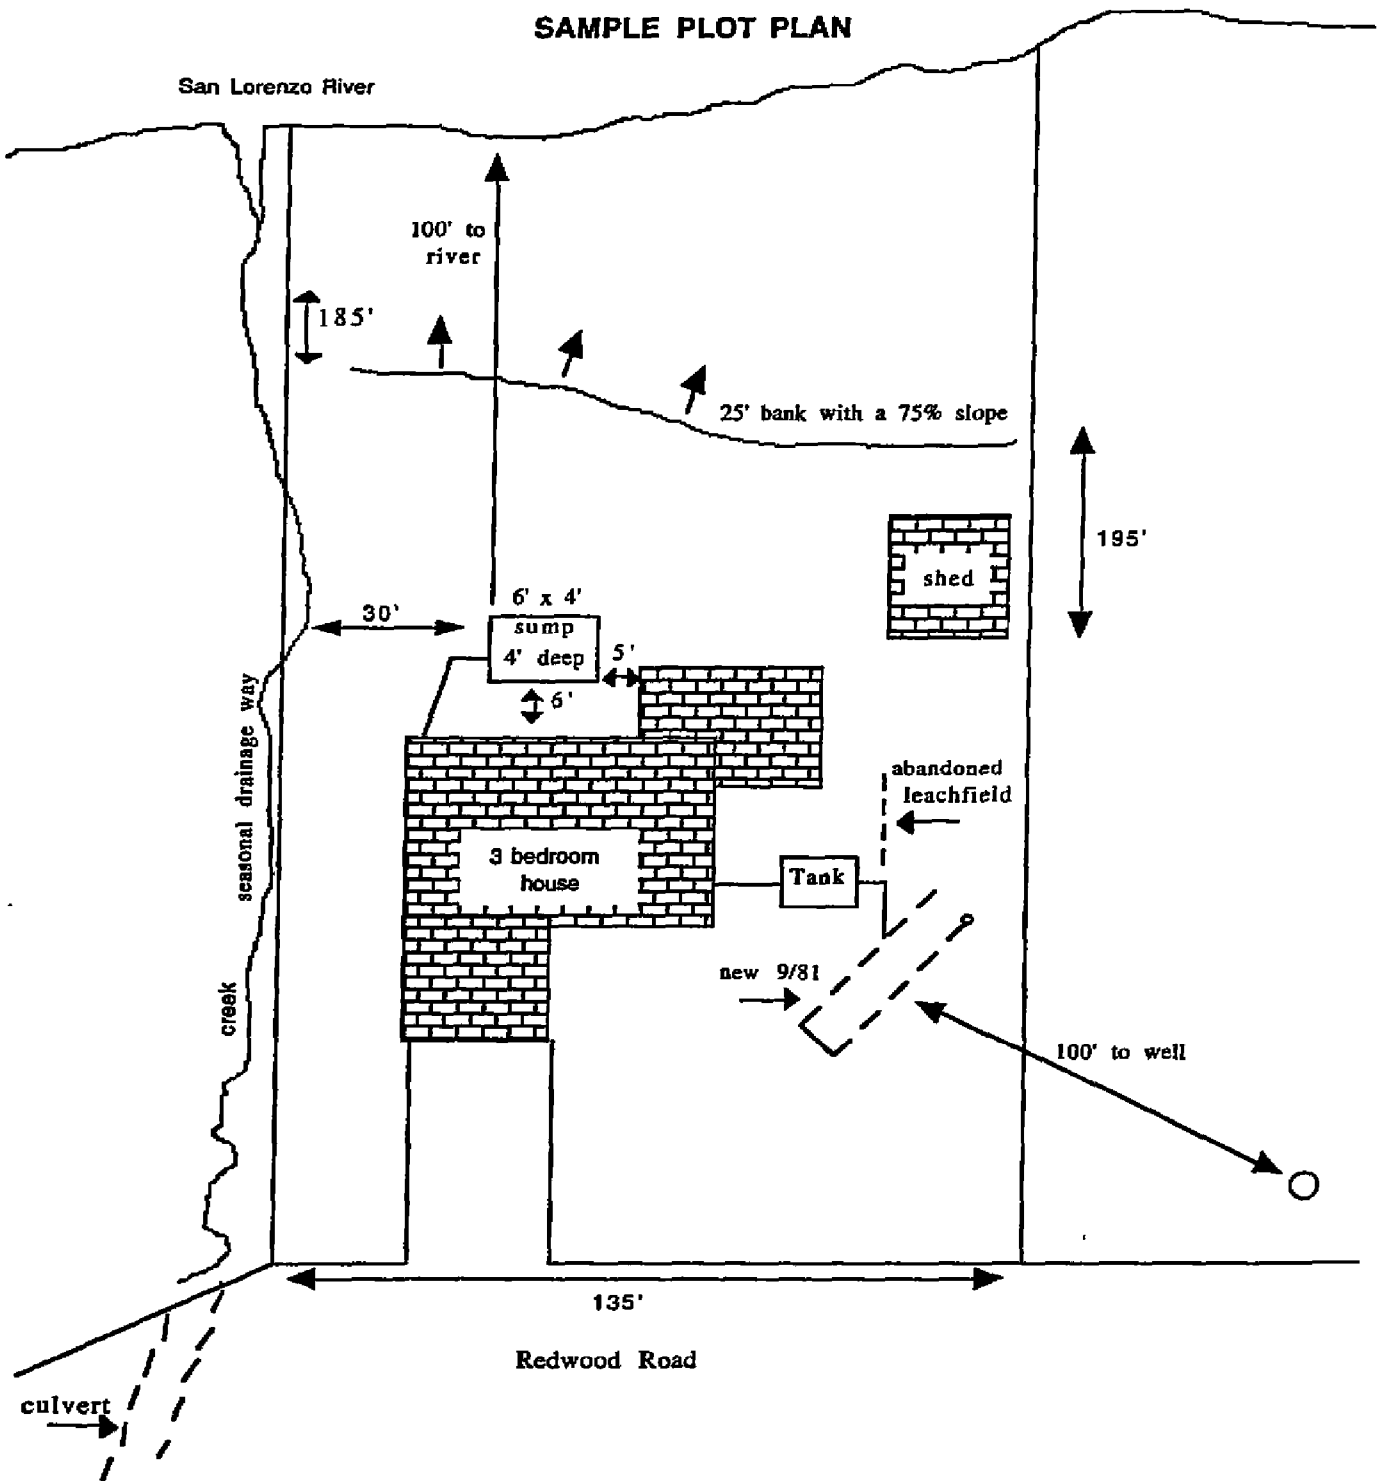 SAMPLE PLOT PLAN
San Lorenzo River
100' to
river
185'
25' bank with a 75% slope
195'
shed
6' x 4'
30'
sump
4' deep
5'
6'
seasonal drainage way
abandoned
leachfield
3 bedroom
house
Tank
new 9/81
creek
100' to well
135'
Redwood Road
culvert